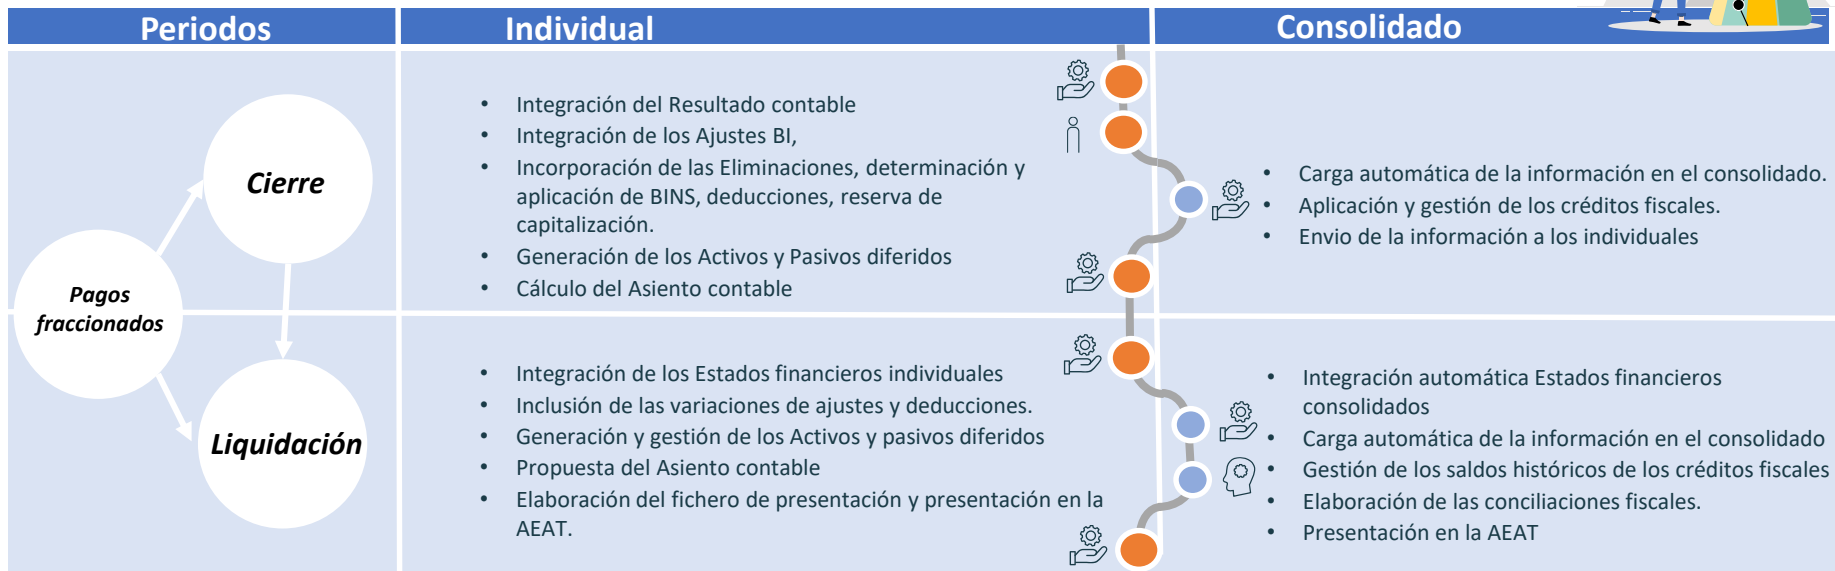 Periodos
Individual
Consolidado
Cierre
Pagos
fraccionados
Liquidación
• Integración del Resultado contable
• Integración de los Ajustes BI,
• Incorporación de las Eliminaciones, determinación y
aplicación de BINS, deducciones, reserva de
capitalización.
• Generación de los Activos y Pasivos diferidos
• Cálculo del Asiento contable
• Carga automática de la información en el consolidado.
• Aplicación y gestión de los créditos fiscales.
• Envio de la información a los individuales
• Integración de los Estados financieros individuales
• Inclusión de las variaciones de ajustes y deducciones.
• Generación y gestión de los Activos y pasivos diferidos
• Propuesta del Asiento contable
• Elaboración del fichero de presentación y presentación en la
AEAT.
• Integración automática Estados financieros
consolidados
• Carga automática de la información en el consolidado
• Gestión de los saldos históricos de los créditos fiscales
• Elaboración de las conciliaciones fiscales.
• Presentación en la AEAT